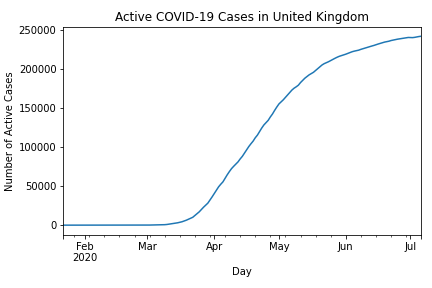 Active COVID-19 Cases in United Kingdom
Number of Active Cases
250000
200000
150000
100000
50000
0
Feb Mar Apr May Jun Jul
2020
Day